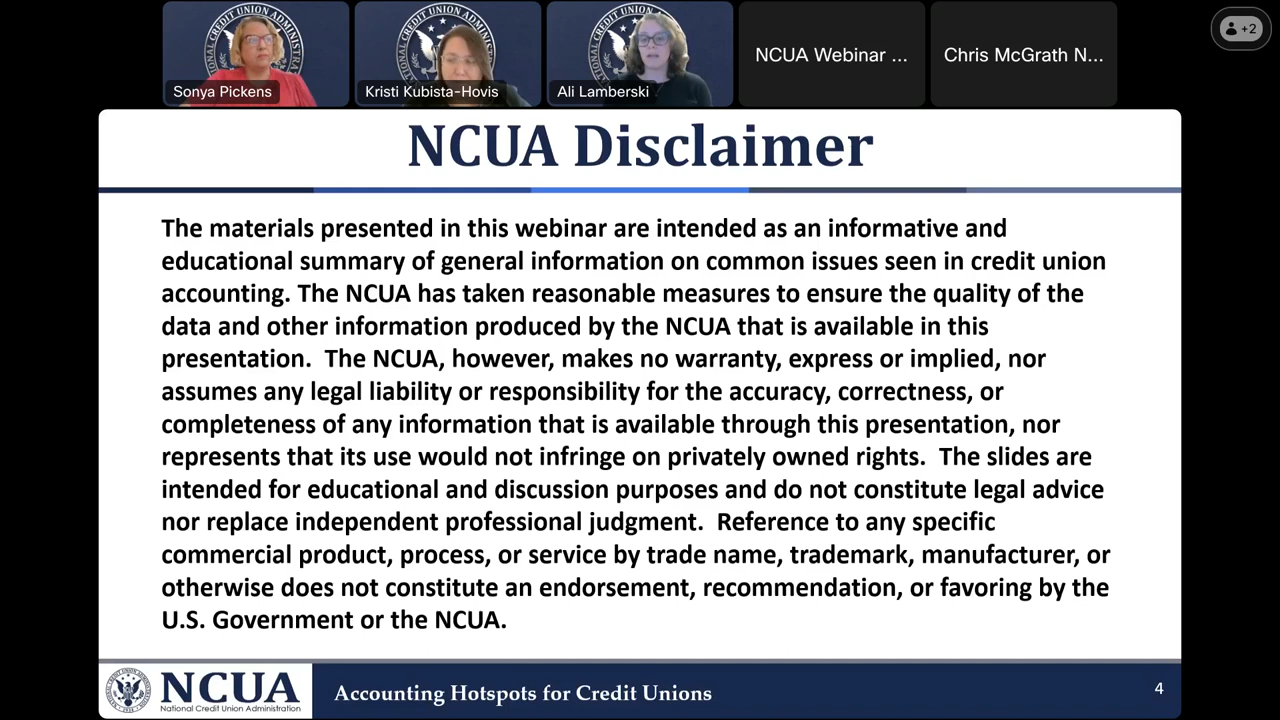 +2
NCUA Webinar ...
Chris McGrath N...
Sonya Pickens
Kristi Kubista-Hovis
Ali Lamberski
NCUA Disclaimer
The materials presented in this webinar are intended as an informative and
educational summary of general information on common issues seen in credit union
accounting. The NCUA has taken reasonable measures to ensure the quality of the
data and other information produced by the NCUA that is available in this
presentation.  The NCUA, however, makes no warranty, express or implied, nor
assumes any legal liability or responsibility for the accuracy, correctness, or
completeness of any information that is available through this presentation, nor
represents that its use would not infringe on privately owned rights.  The slides are
intended for educational and discussion purposes and do not constitute legal advice
nor replace independent professional judgment.  Reference to any specific
commercial product, process, or service by trade name, trademark, manufacturer, or
otherwise does not constitute an endorsement, recommendation, or favoring by the
U.S. Government or the NCUA.
NCUA
National Credit Union Administration
Accounting Hotspots for Credit Unions
4